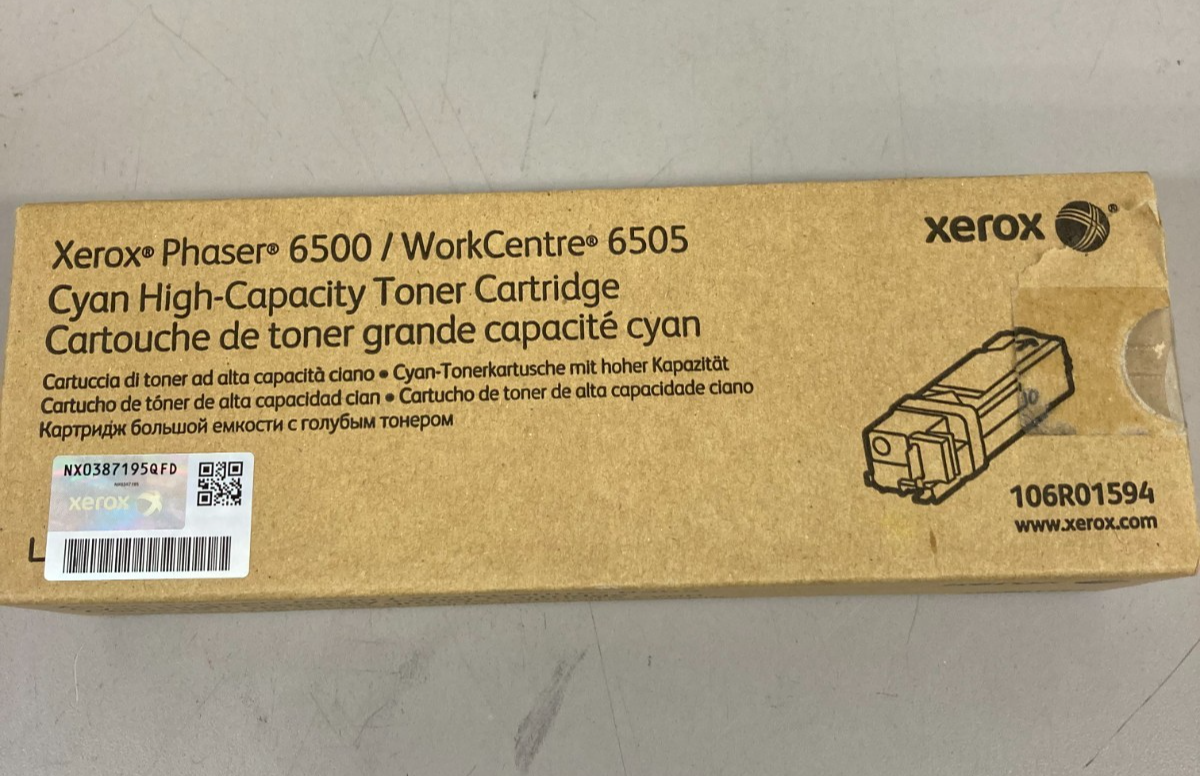 Xerox® Phaser® 6500 / WorkCentre® 6505
Cyan High-Capacity Toner Cartridge
Cartouche de toner grande capacité cyan
Cartuccia di toner ad alta capacità ciano • Cyan-Tonerkartusche mit hoher Kapazität
Cartucho de tóner de alta capacidad cian • Cartucho de toner de alta capacidade ciano
Картридж большой емкости с голубым тонером
xerox ®
106R01594
www.xerox.com
NX0387195QFD
xerox
L